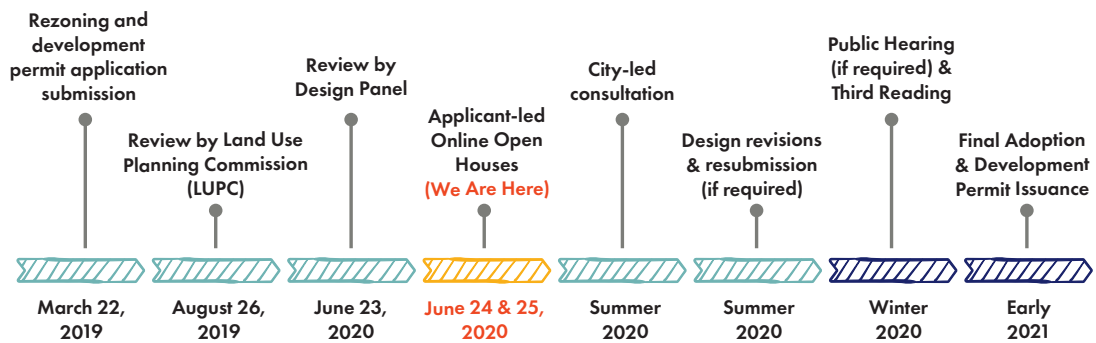 Rezoning and
development
permit application
submission
March 22,
2019
Review by Land Use
Planning Commission
(LUPC)
August 26,
2019
Review by
Design Panel
June 23,
2020
Applicant-led
Online Open
Houses
(We Are Here)
June 24 & 25,
2020
City-led
consultation
Summer
2020
Design revisions
& resubmission
(if required)
Summer
2020
Public Hearing
(if required) &
Third Reading
Winter
2020
Final Adoption
& Development
Permit Issuance
Early
2021